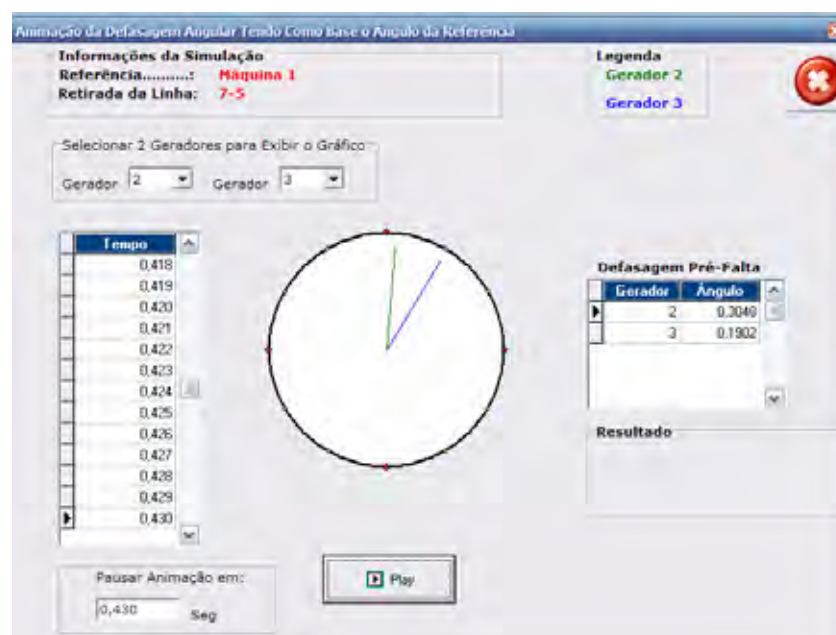 Animação da Defasagem Angular Tendo Como Base o Ângulo da Referência
Informações da Simulação
Referência..........: Máquina 1
Retirada da Linha: 7-5
Legenda
Gerador 2
Gerador 3
Selecionar 2 Geradores para Exibir o Gráfico
Gerador 2 Gerador 3
Tempo
0,418
0,419
0,420
0,421
0,422
0,423
0,424
0,425
0,426
0,427
0,428
0,429
0,430
Defasagem Pré-Falta
Gerador Ângulo
2 0.3048
3 0.1902
Resultado
Pausar Animação em:
0,430 Seg
Play